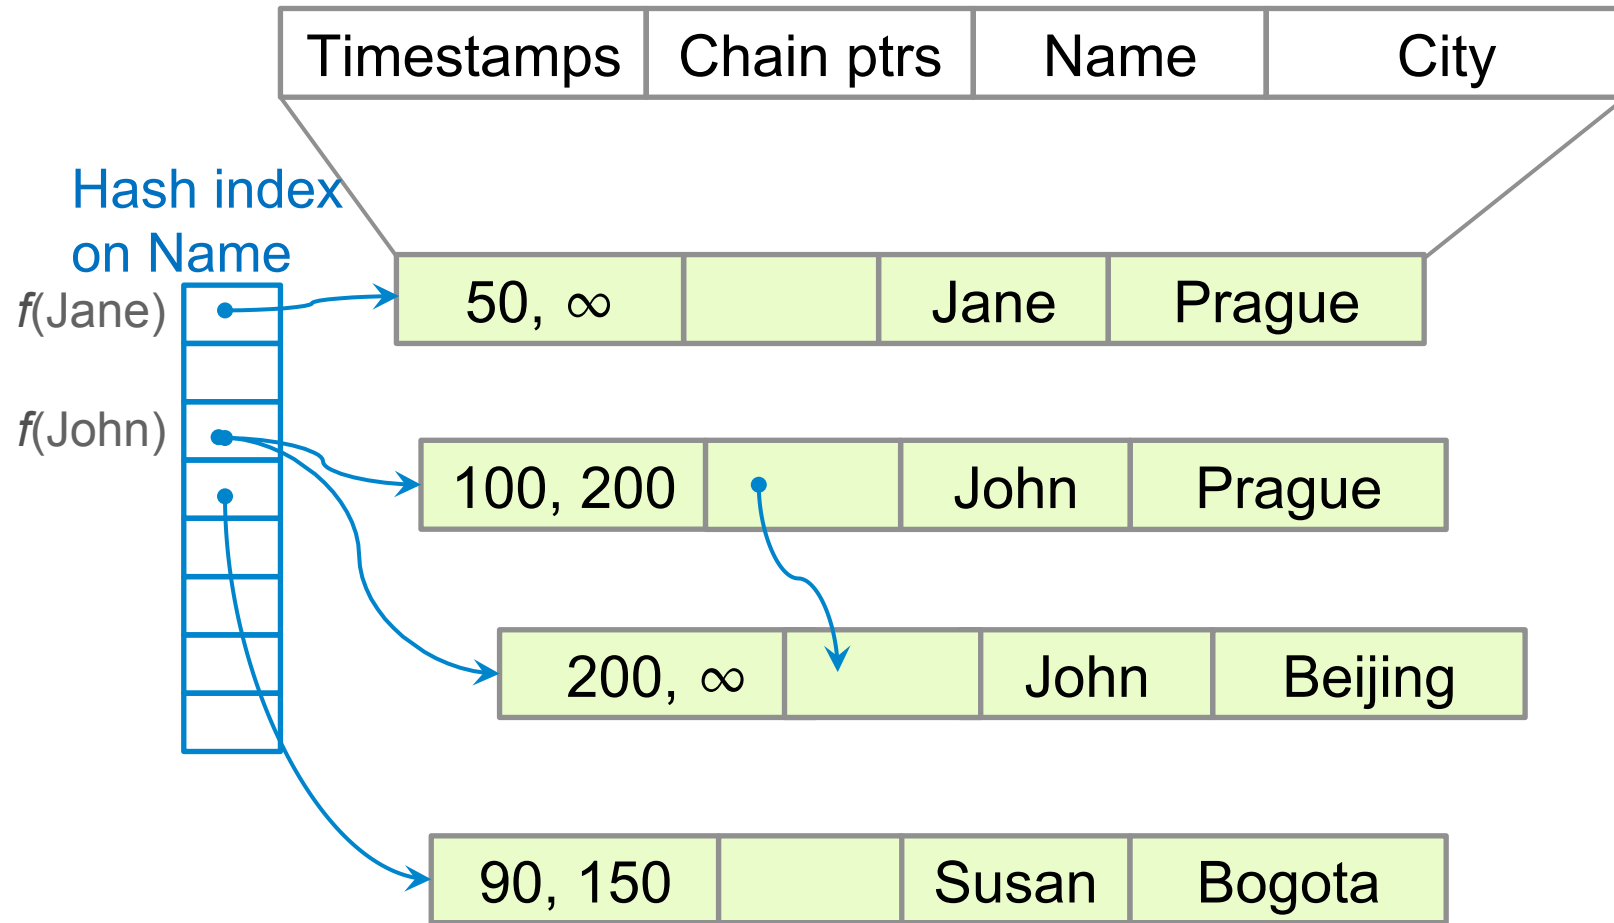 Timestamps Chain ptrs Name City
Hash index
on Name
f(Jane) 50, ∞ Jane Prague
f(John)
100, 200 John Prague
200, ∞ John Beijing
90, 150 Susan Bogota